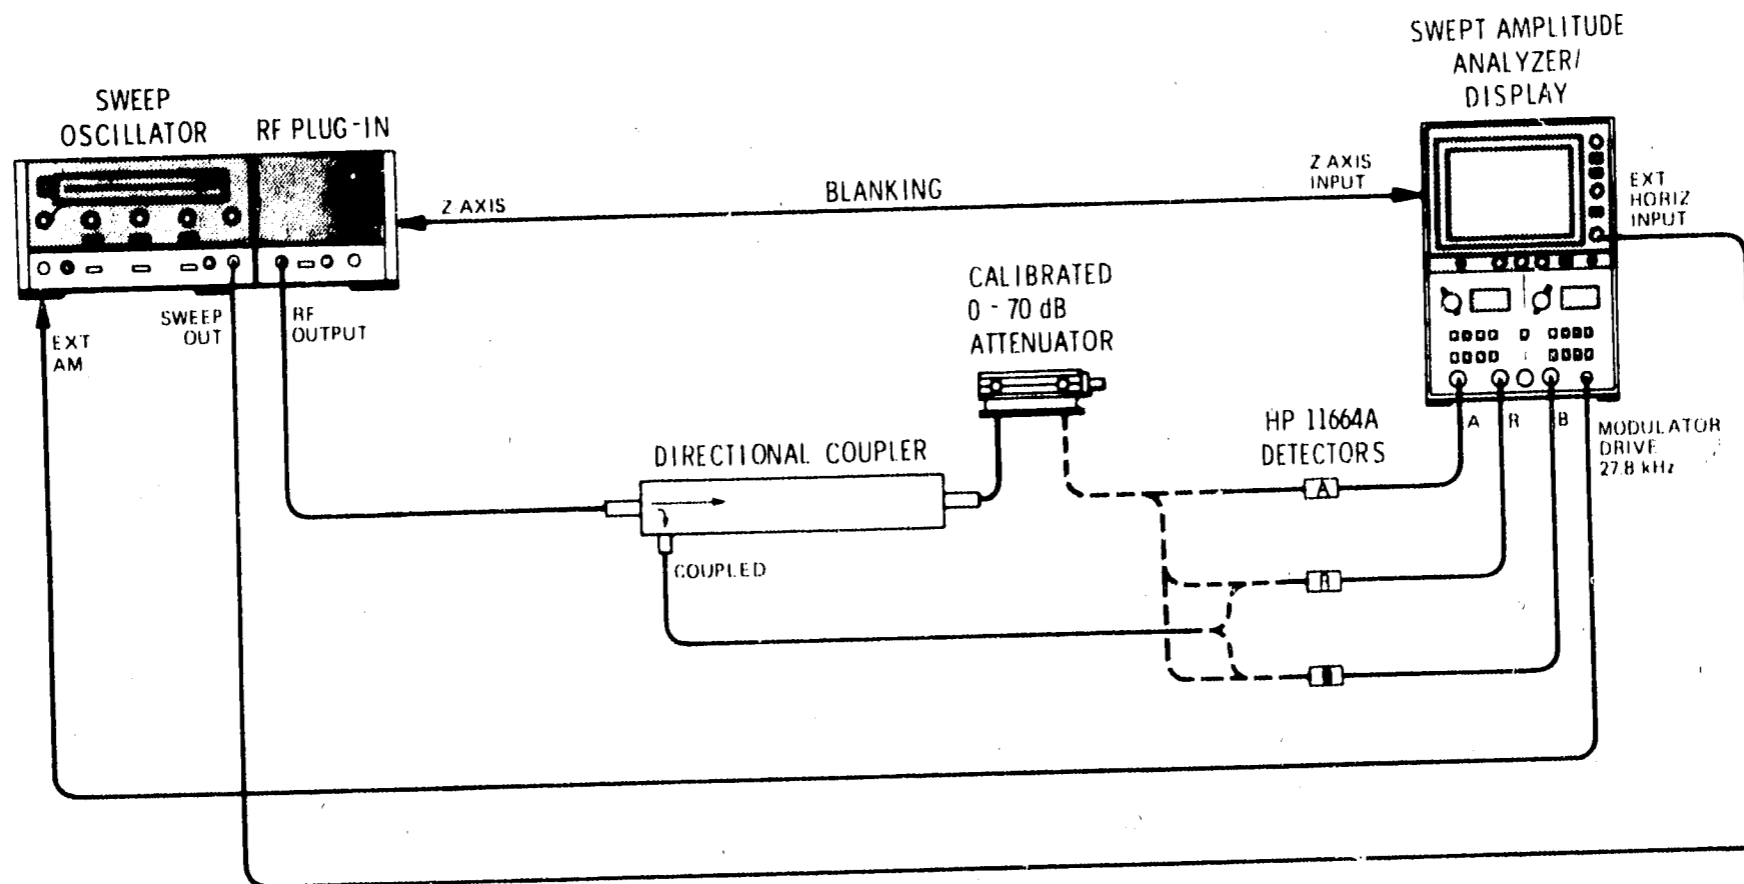 SWEPT AMPLITUDE
ANALYZER/
DISPLAY
SWEEP
OSCILLATOR
RF PLUG-IN
Z AXIS
BLANKING
Z AXIS
INPUT
EXT
HORIZ
INPUT
CALIBRATED
0 - 70 dB
ATTENUATOR
EXT
AM
SWEEP
OUT
RF
OUTPUT
A
R
B
MODULATOR
DRIVE
27.8 kHz
HP 11664A
DETECTORS
DIRECTIONAL COUPLER
A
COUPLED
R